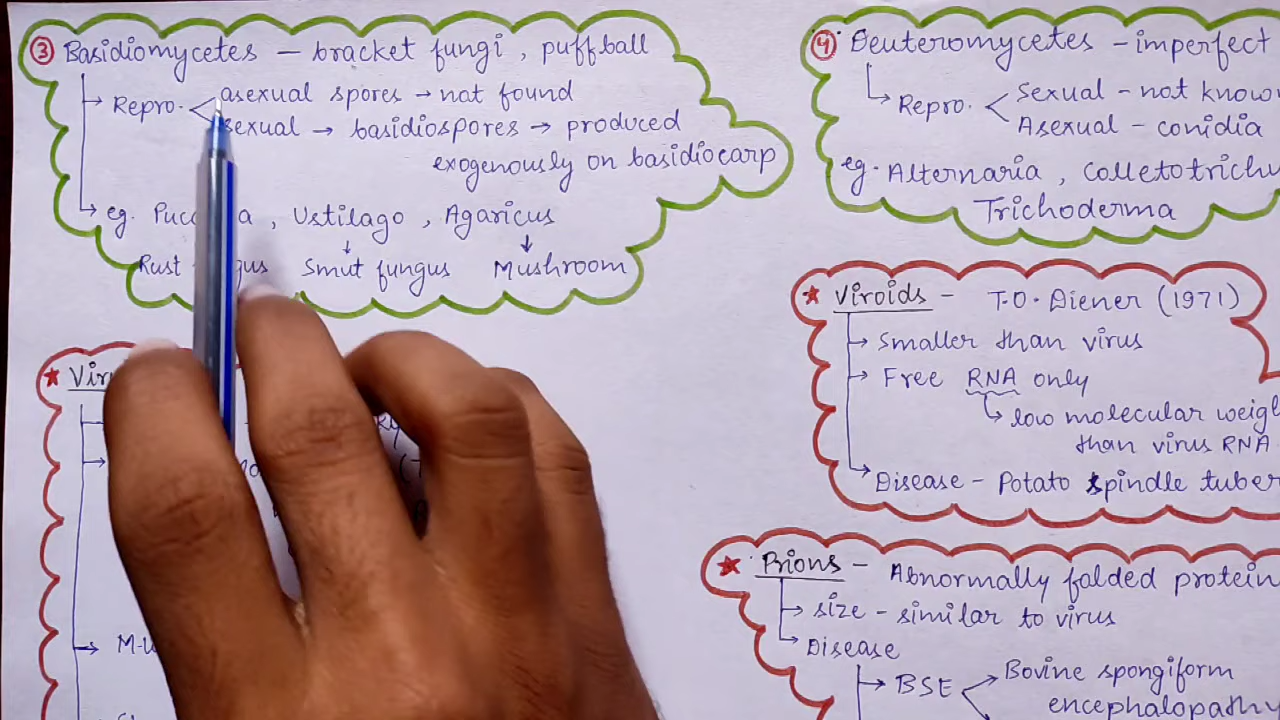 ③ Basidiomycetes – bracket fungi, puffball
Repro. asexual spores → not found
sexual → basidiospores → produced
exogenously on basidiocarp
eg. , Ustilago, Agaricus
Rust Smut fungus Mushroom
④ Deuteromycetes – imperfect
Repro. Sexual – not known
Asexual – conidia
eg. Alternaria, Colletotrichu
Trichoderma
* Viroids – T.O. Diener (1971)
Smaller than virus
Free RNA only
low molecular weigh
than virus RNA
Disease – Potato spindle tuber
* Prions – Abnormally folded protein
size – similar to virus
Disease
BSE Bovine spongiform
encephalopathy